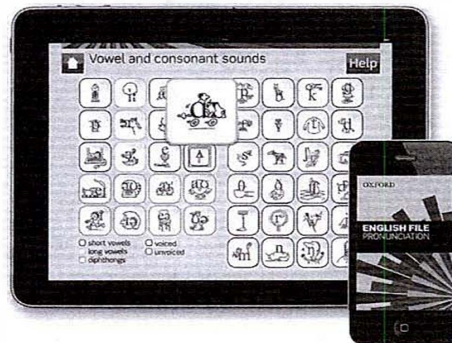 Vowel and consonant sounds
Help
short vowels
long vowels
diphthongs
voiced
unvoiced
OXFORD
ENGLISH FILE
PRONUNCIATION